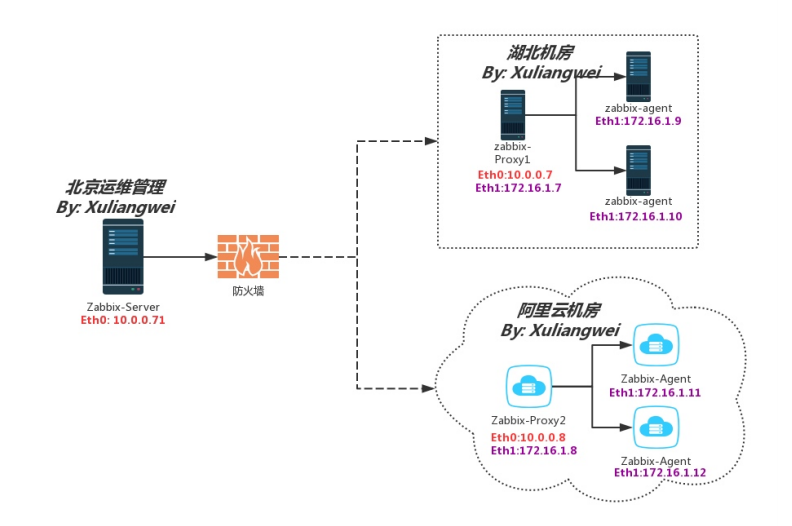 北京运维管理
By: Xuliangwei
Zabbix-Server
Eth0: 10.0.0.71
防火墙
湖北机房
By: Xuliangwei
zabbix-
Proxy1
Eth0:10.0.0.7
Eth1:172.16.1.7
zabbix-agent
Eth1:172.16.1.9
zabbix-agent
Eth1:172.16.1.10
阿里云机房
By: Xuliangwei
Zabbix-Proxy2
Eth0:10.0.0.8
Eth1:172.16.1.8
Zabbix-Agent
Eth1:172.16.1.11
Zabbix-Agent
Eth1:172.16.1.12